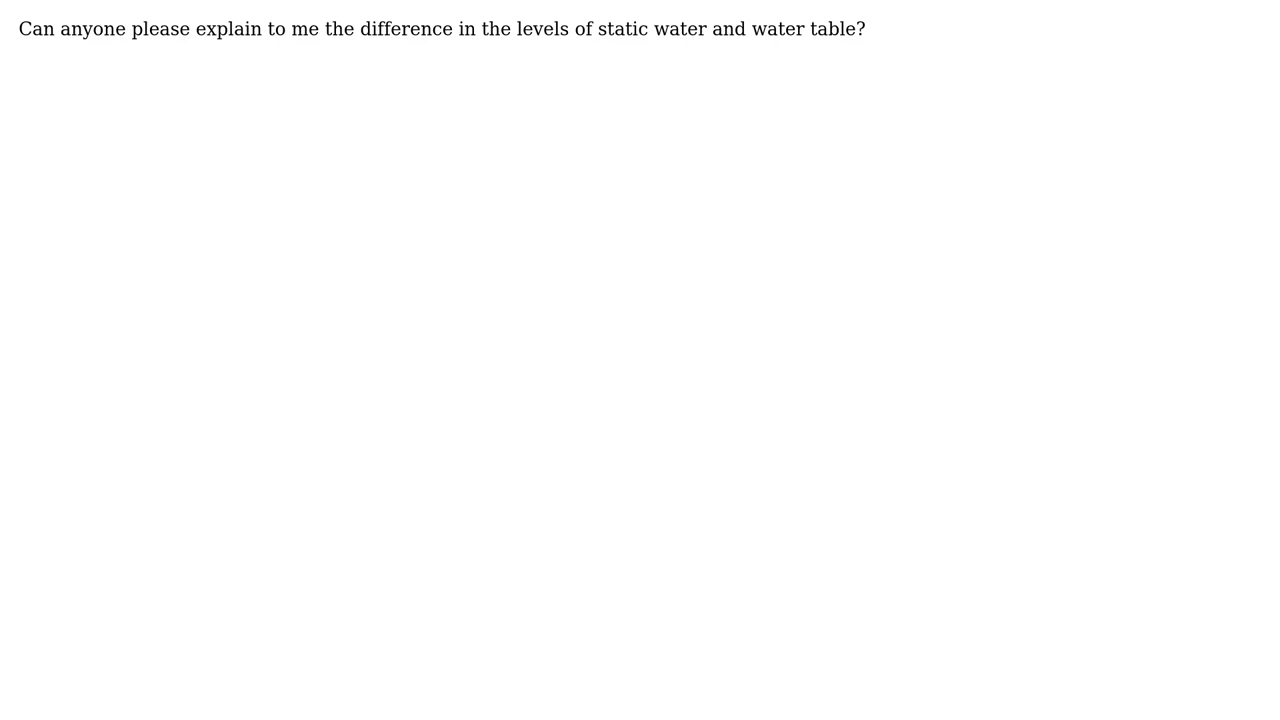 Can anyone please explain to me the difference in the levels of static water and water table?